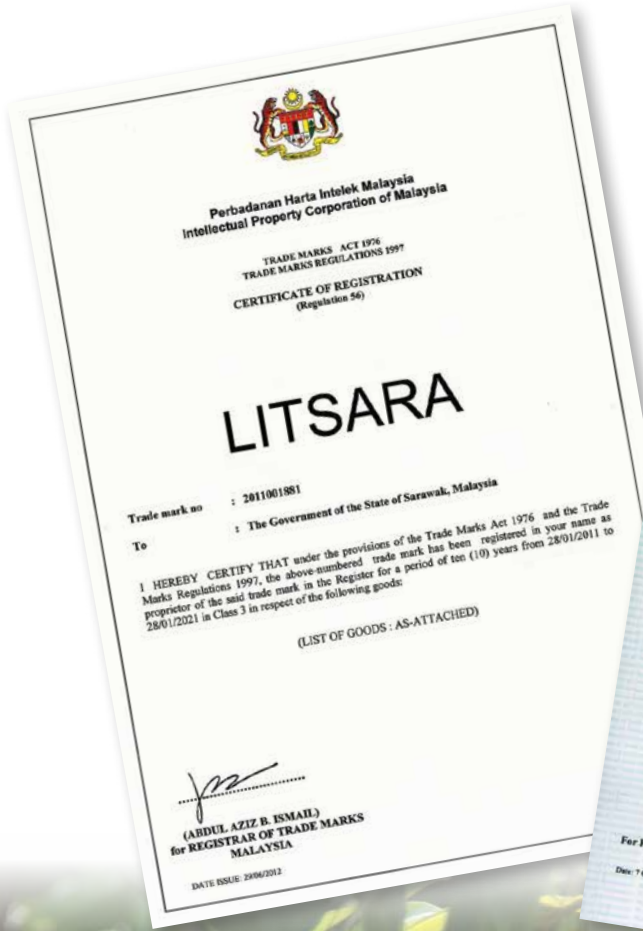 Perbadanan Harta Intelek Malaysia
Intellectual Property Corporation of Malaysia
TRADE MARKS ACT 1976
TRADE MARKS REGULATIONS 1997
CERTIFICATE OF REGISTRATION
(Regulation 56)
LITSARA
Trade mark no : 2011001881
To : The Government of the State of Sarawak, Malaysia
I HEREBY CERTIFY THAT under the provisions of the Trade Marks Act 1976 and the Trade
Marks Regulations 1997, the above-numbered trade mark has been registered in your name as
proprietor of the said trade mark in the Register for a period of ten (10) years from 28/01/2011 to
28/01/2021 in Class 3 in respect of the following goods:
(LIST OF GOODS : AS-ATTACHED)
(ABDUL AZIZ B. ISMAIL)
for REGISTRAR OF TRADE MARKS
MALAYSIA
DATE ISSUE: 29/06/2012
For
Date: 7